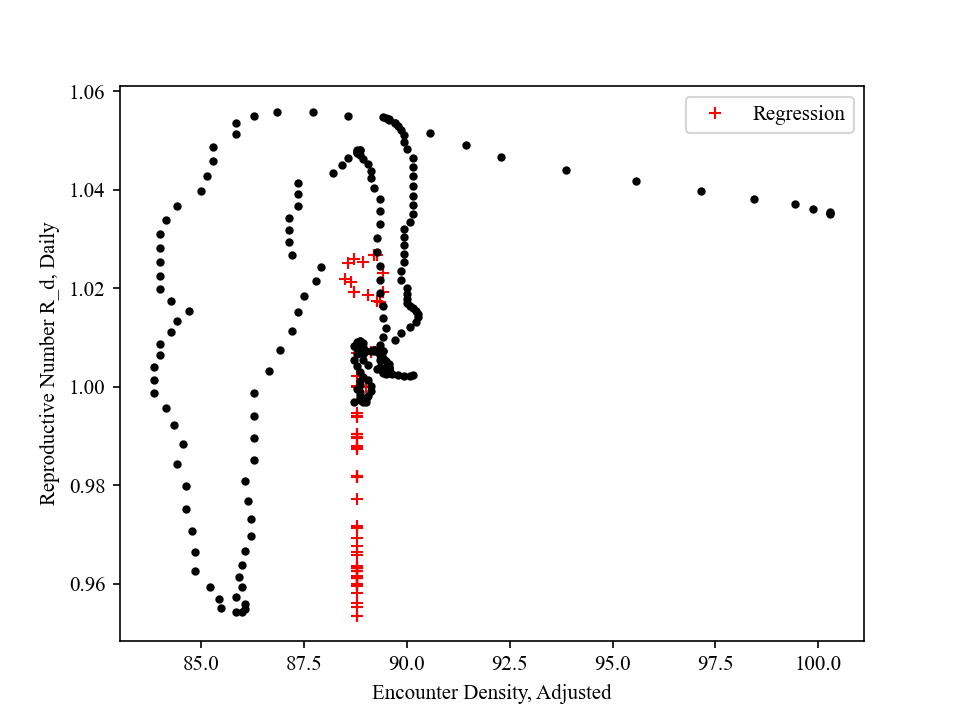 1.06
1.04
1.02
1.00
0.98
0.96
Reproductive Number R_d, Daily
Regression
85.0 87.5 90.0 92.5 95.0 97.5 100.0
Encounter Density, Adjusted